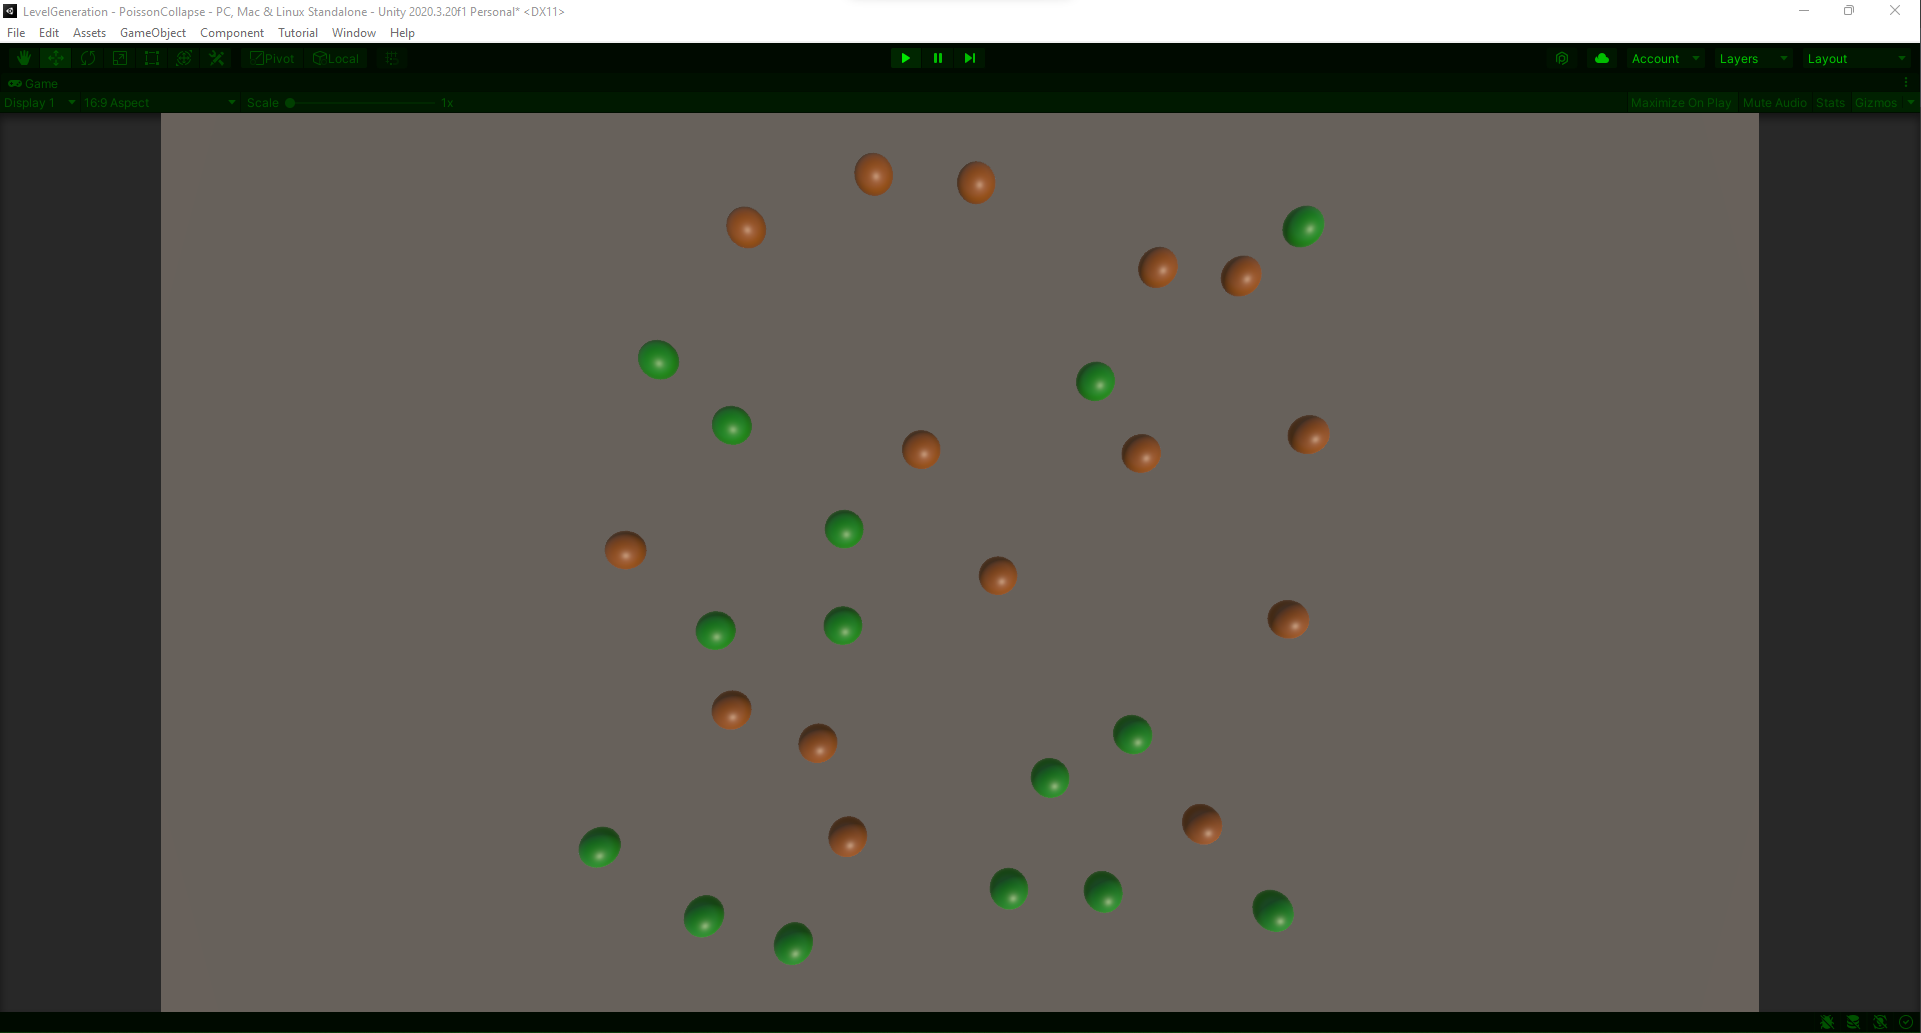 LevelGeneration - PoissonCollapse - PC, Mac & Linux Standalone - Unity 2020.3.20f1 Personal* <DX11>
File Edit Assets GameObject Component Tutorial Window Help
Pivot Local Account Layers Layout
Game
Display 1 16:9 Aspect Scale 1x Maximize On Play Mute Audio Stats Gizmos